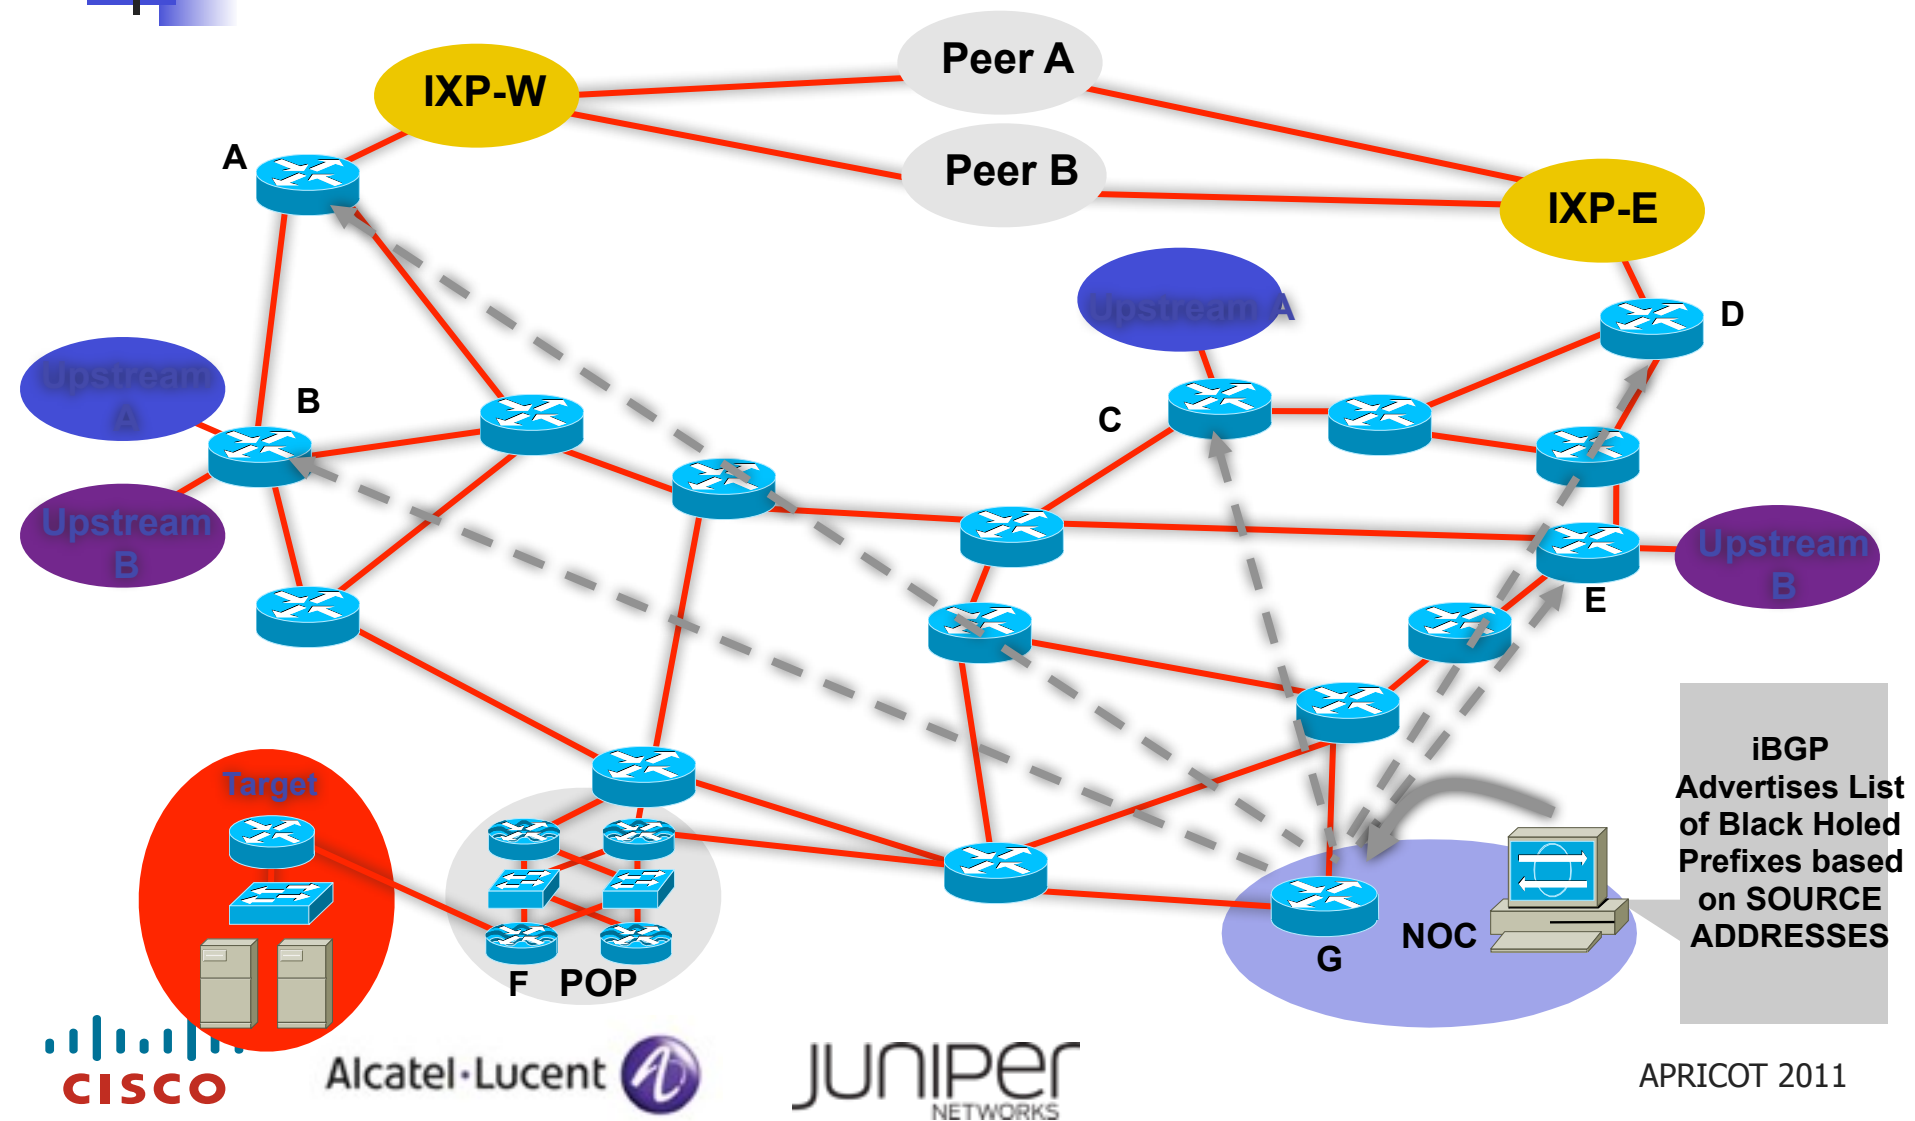 Peer A
IXP-W
A
Peer B
IXP-E
Upstream A
D
Upstream
A
B
C
Upstream
B
Upstream
B
E
iBGP
Advertises List
of Black Holed
Prefixes based
on SOURCE
ADDRESSES
Target
NOC
G
F
POP
CISCO
Alcatel·Lucent
JUNIPER
NETWORKS
APRICOT 2011